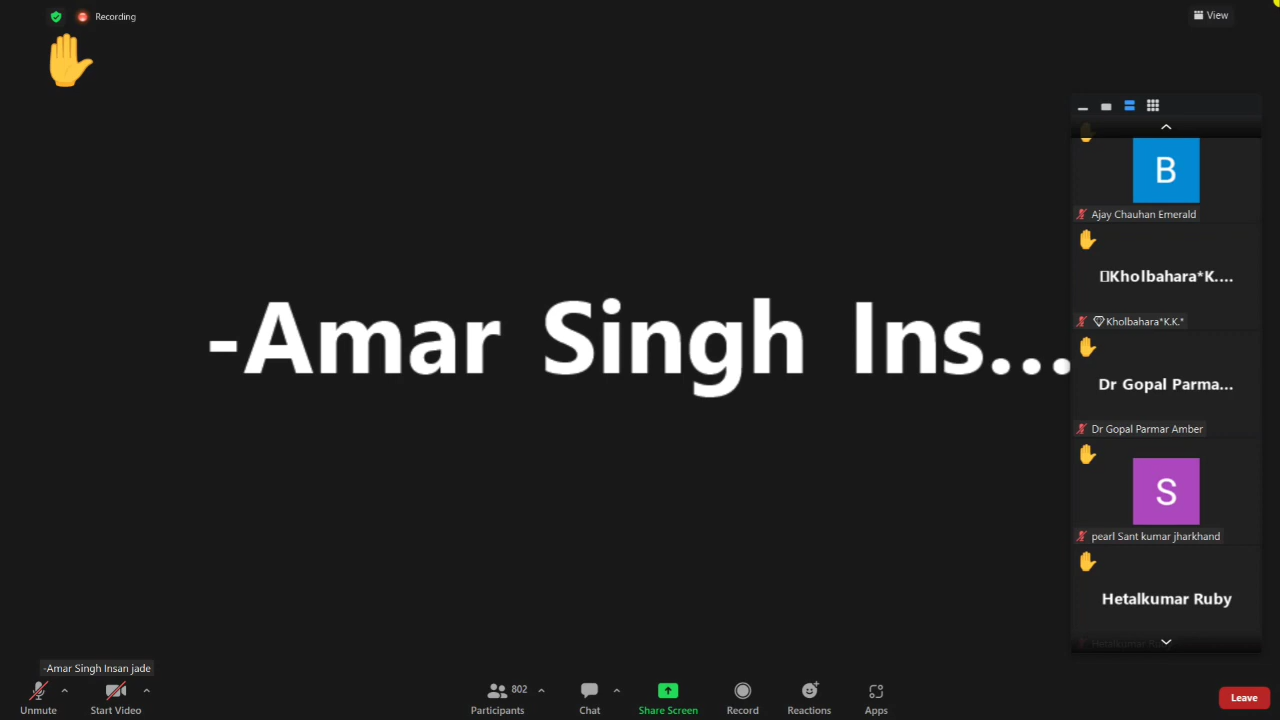 Recording
View
B
Ajay Chauhan Emerald
Kholbahara*K....
Kholbahara*K.K.*
-Amar Singh Ins...
Dr Gopal Parma...
Dr Gopal Parmar Amber
S
pearl Sant kumar jharkhand
Hetalkumar Ruby
-Amar Singh Insan jade
Unmute
Start Video
802
Participants
Chat
Share Screen
Record
Reactions
Apps
Leave